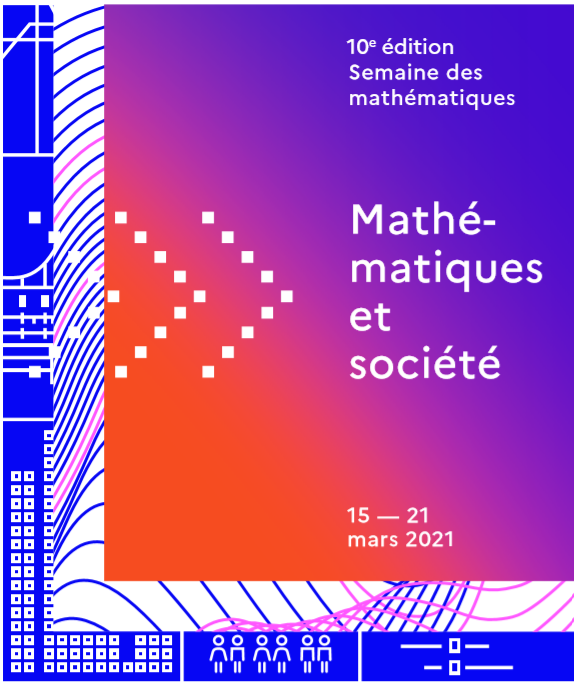 10e édition
Semaine des
mathématiques
Mathé-
matiques
et
société
15 — 21
mars 2021